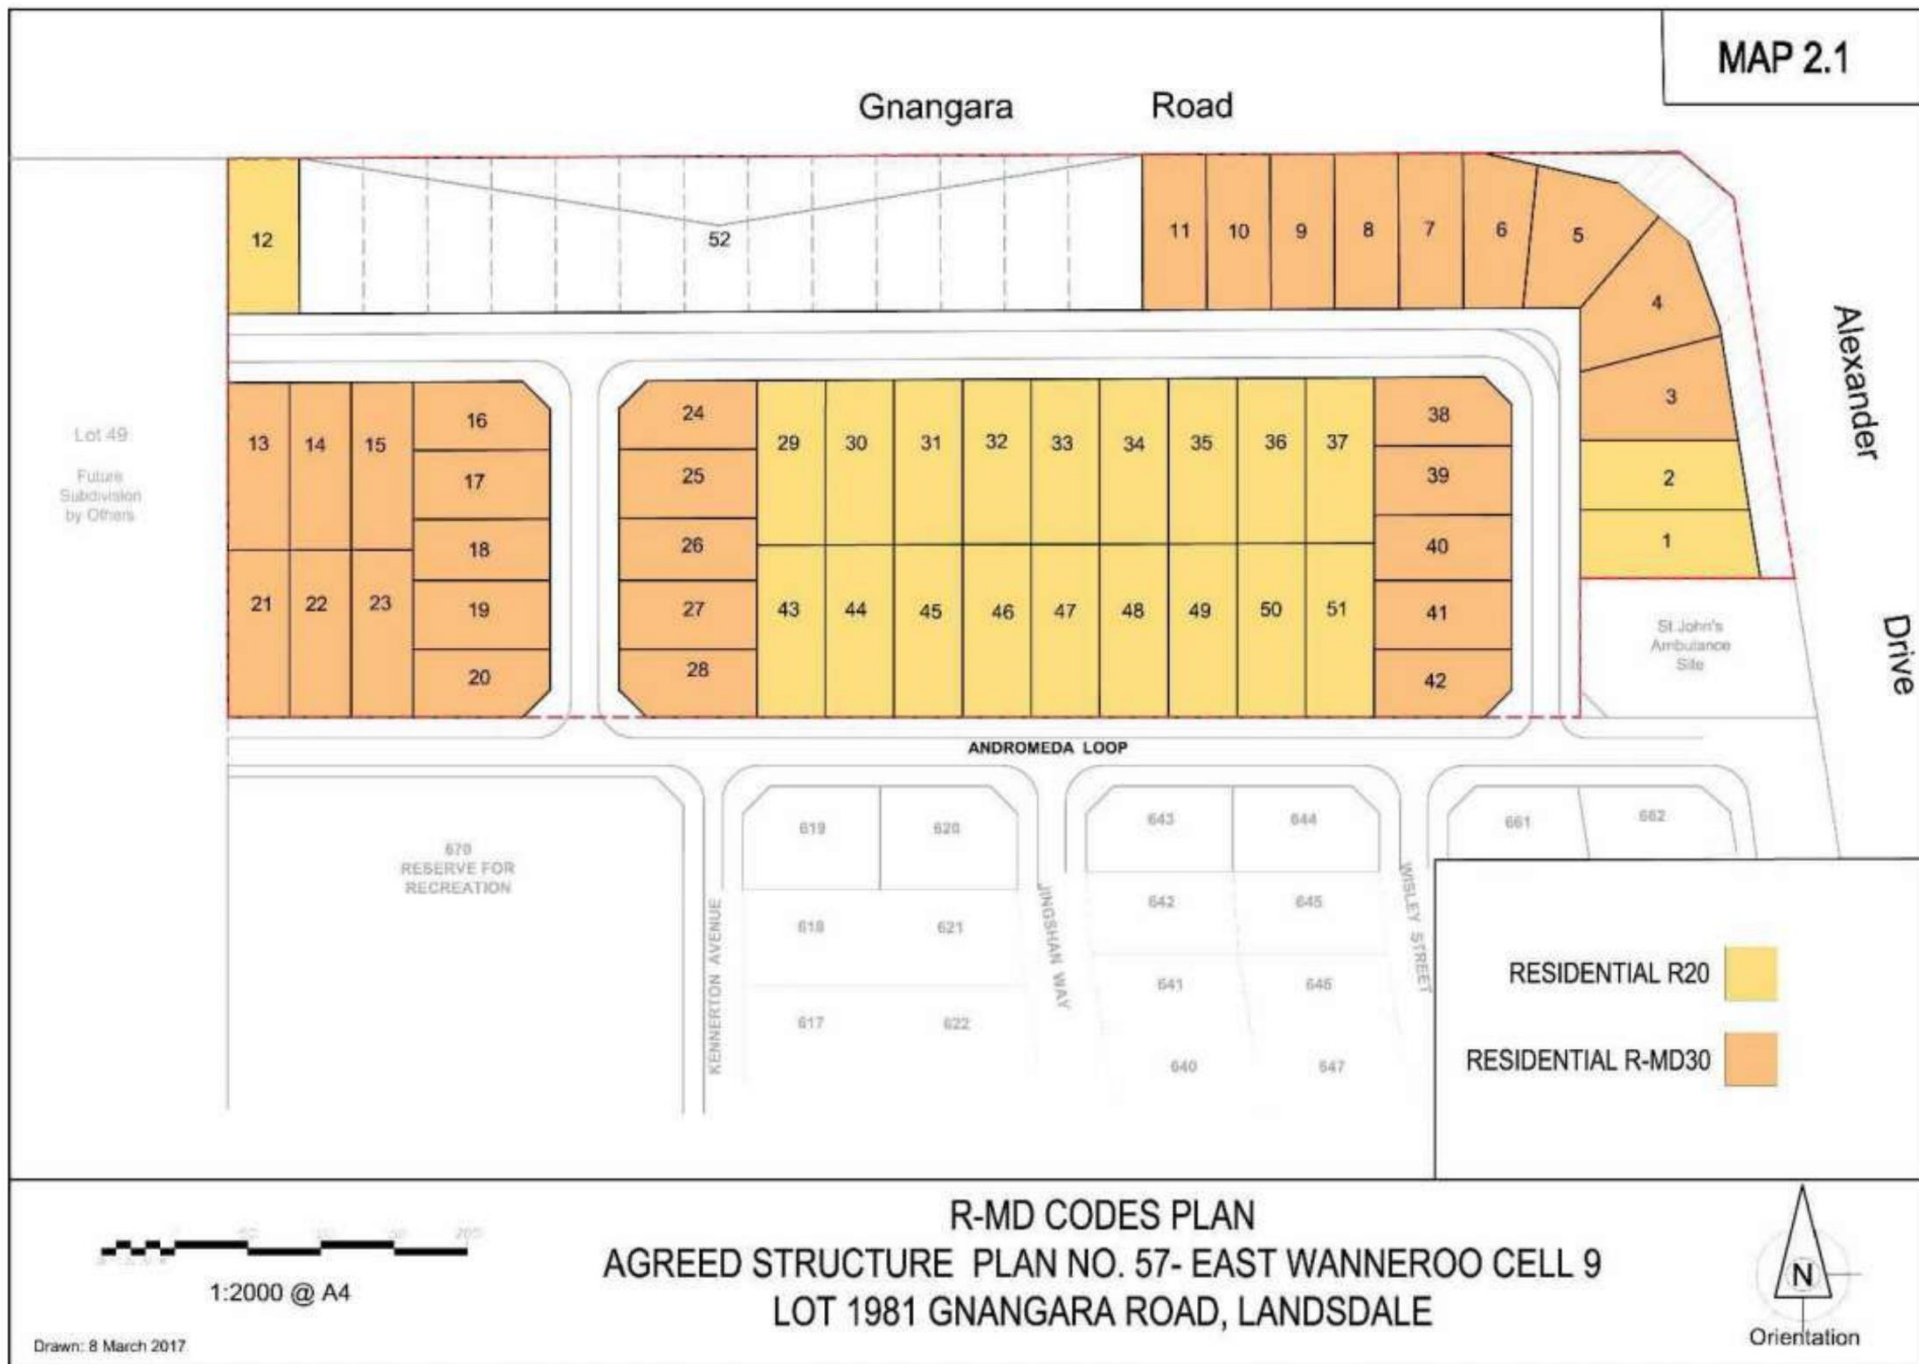 MAP 2.1
Gnangara Road
Alexander
Drive
12
52
11 10 9 8 7 6 5
4
3
2
1
Lot 49
Future
Subdivision
by Others
13 14 15 16
17
18
19
20
21 22 23
24
25
26
27
28
29 30 31 32 33 34 35 36 37
38
39
40
41
42
43 44 45 46 47 48 49 50 51
St.John's
Ambulance
Site
ANDROMEDA LOOP
670
RESERVE FOR
RECREATION
KENNERTON AVENUE
619 620
618 621
617 622
JINGSHAN WAY
643 644
642 645
641 646
640 647
WISLEY STREET
661 662
RESIDENTIAL R20
RESIDENTIAL R-MD30
1:2000 @ A4
Drawn: 8 March 2017
R-MD CODES PLAN
AGREED STRUCTURE PLAN NO. 57- EAST WANNEROO CELL 9
LOT 1981 GNANGARA ROAD, LANDSDALE
N
Orientation